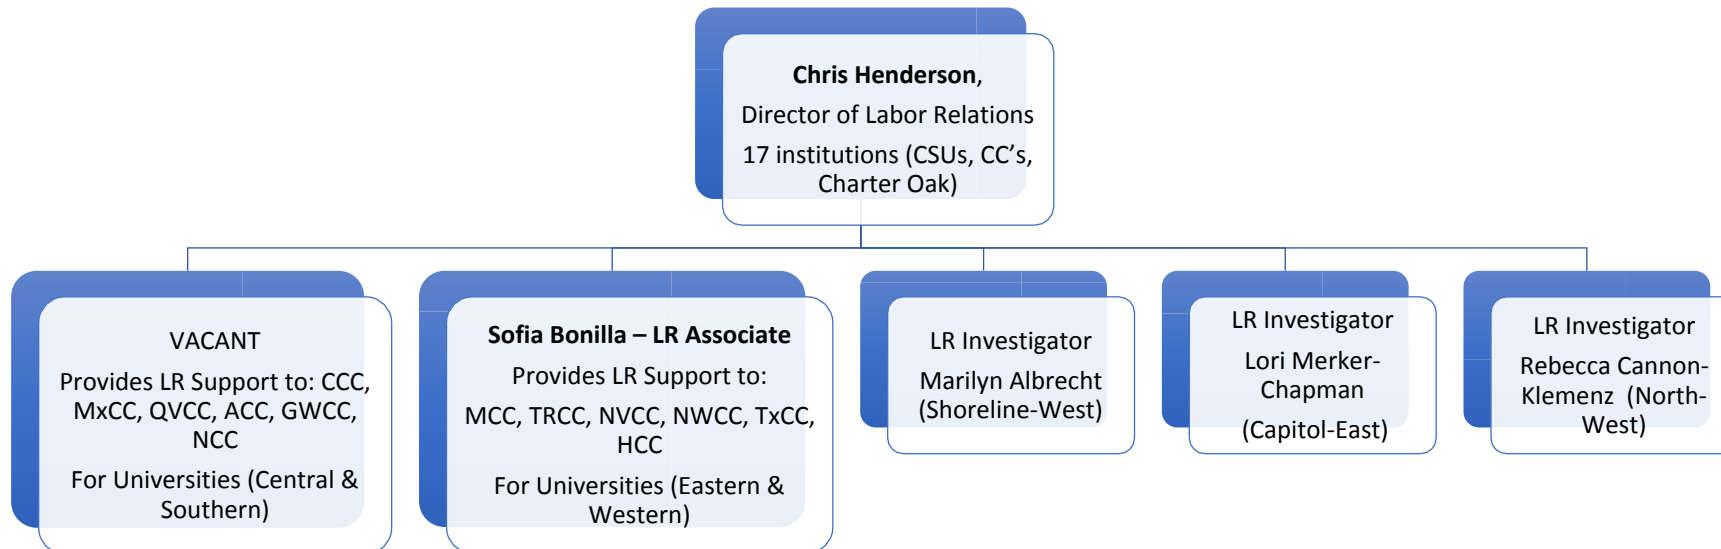 Chris Henderson,
Director of Labor Relations
17 institutions (CSUs, CC’s,
Charter Oak)
VACANT
Provides LR Support to: CCC,
MxCC, QVCC, ACC, GWCC,
NCC
For Universities (Central &
Southern)
Sofia Bonilla – LR Associate
Provides LR Support to:
MCC, TRCC, NVCC, NWCC, TxCC,
HCC
For Universities (Eastern &
Western)
LR Investigator
Marilyn Albrecht
(Shoreline-West)
LR Investigator
Lori Merker-
Chapman
(Capitol-East)
LR Investigator
Rebecca Cannon-
Klemenz (North-
West)